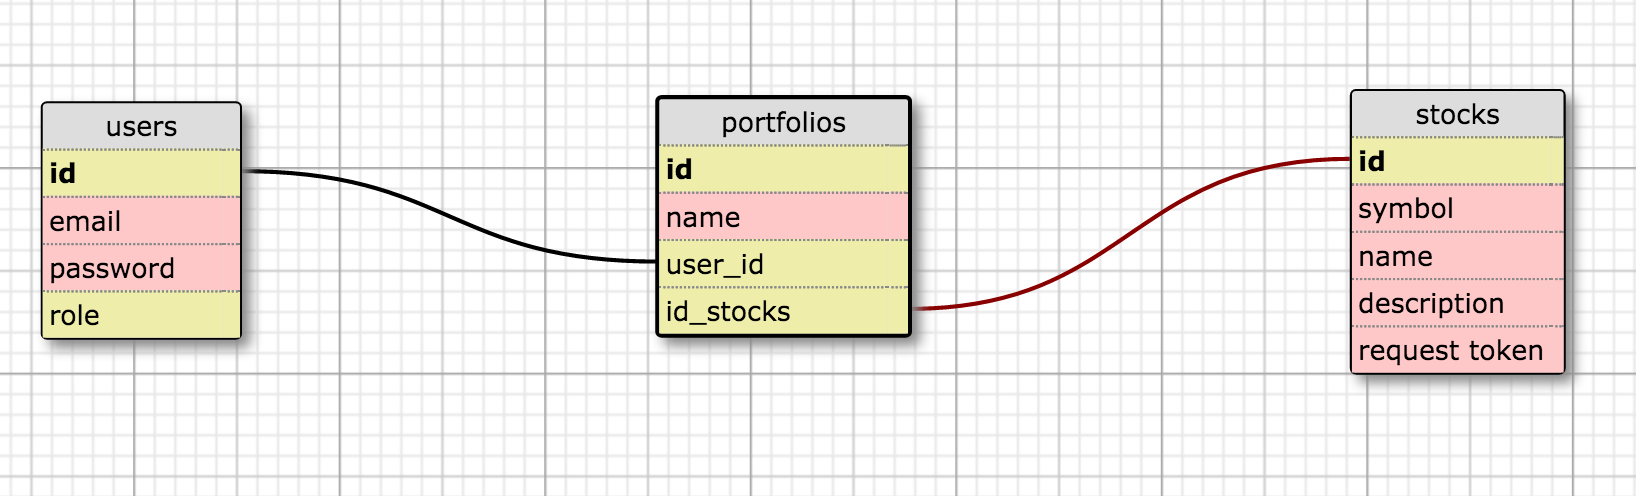 users
id
email
password
role
portfolios
id
name
user_id
id_stocks
stocks
id
symbol
name
description
request token